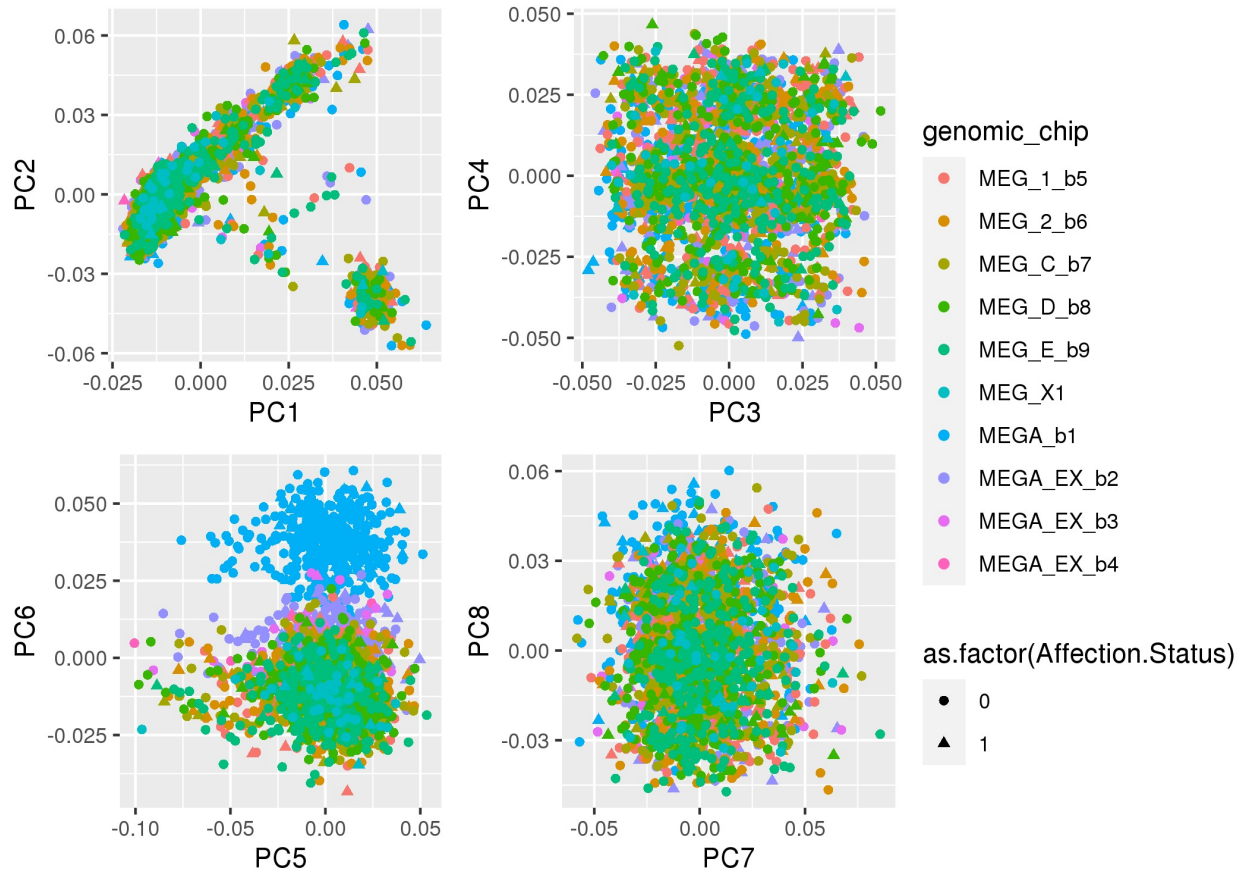 0.06
0.03
0.00
-0.03
-0.06
PC2
-0.025 0.000 0.025 0.050
PC1
0.050
0.025
0.000
-0.025
-0.050
PC4
-0.050 -0.025 0.000 0.025 0.050
PC3
0.050
0.025
0.000
-0.025
PC6
-0.10 -0.05 0.00 0.05
PC5
0.06
0.03
0.00
-0.03
PC8
-0.05 0.00 0.05
PC7
genomic_chip
MEG_1_b5
MEG_2_b6
MEG_C_b7
MEG_D_b8
MEG_E_b9
MEG_X1
MEGA_b1
MEGA_EX_b2
MEGA_EX_b3
MEGA_EX_b4
as.factor(Affection.Status)
0
1